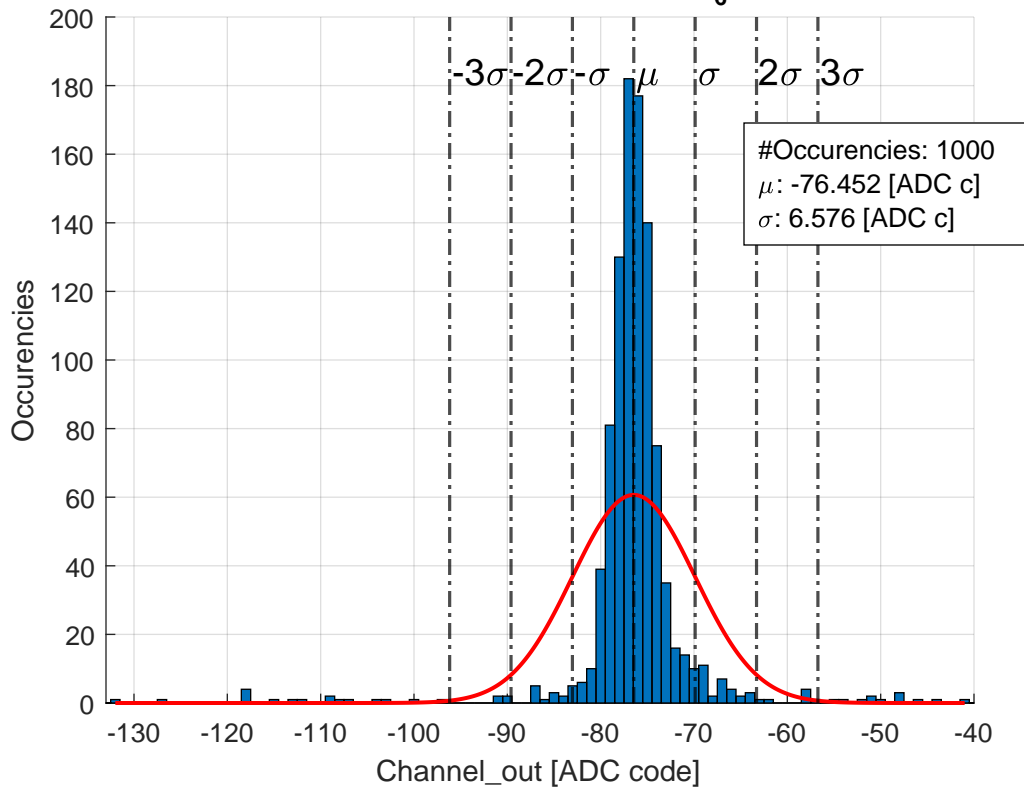 200
180
160
140
120
100
80
60
40
20
0
Occurencies
-3σ -2σ -σ μ σ 2σ 3σ
#Occurencies: 1000
μ: -76.452 [ADC c]
σ: 6.576 [ADC c]
-130 -120 -110 -100 -90 -80 -70 -60 -50 -40
Channel_out [ADC code]